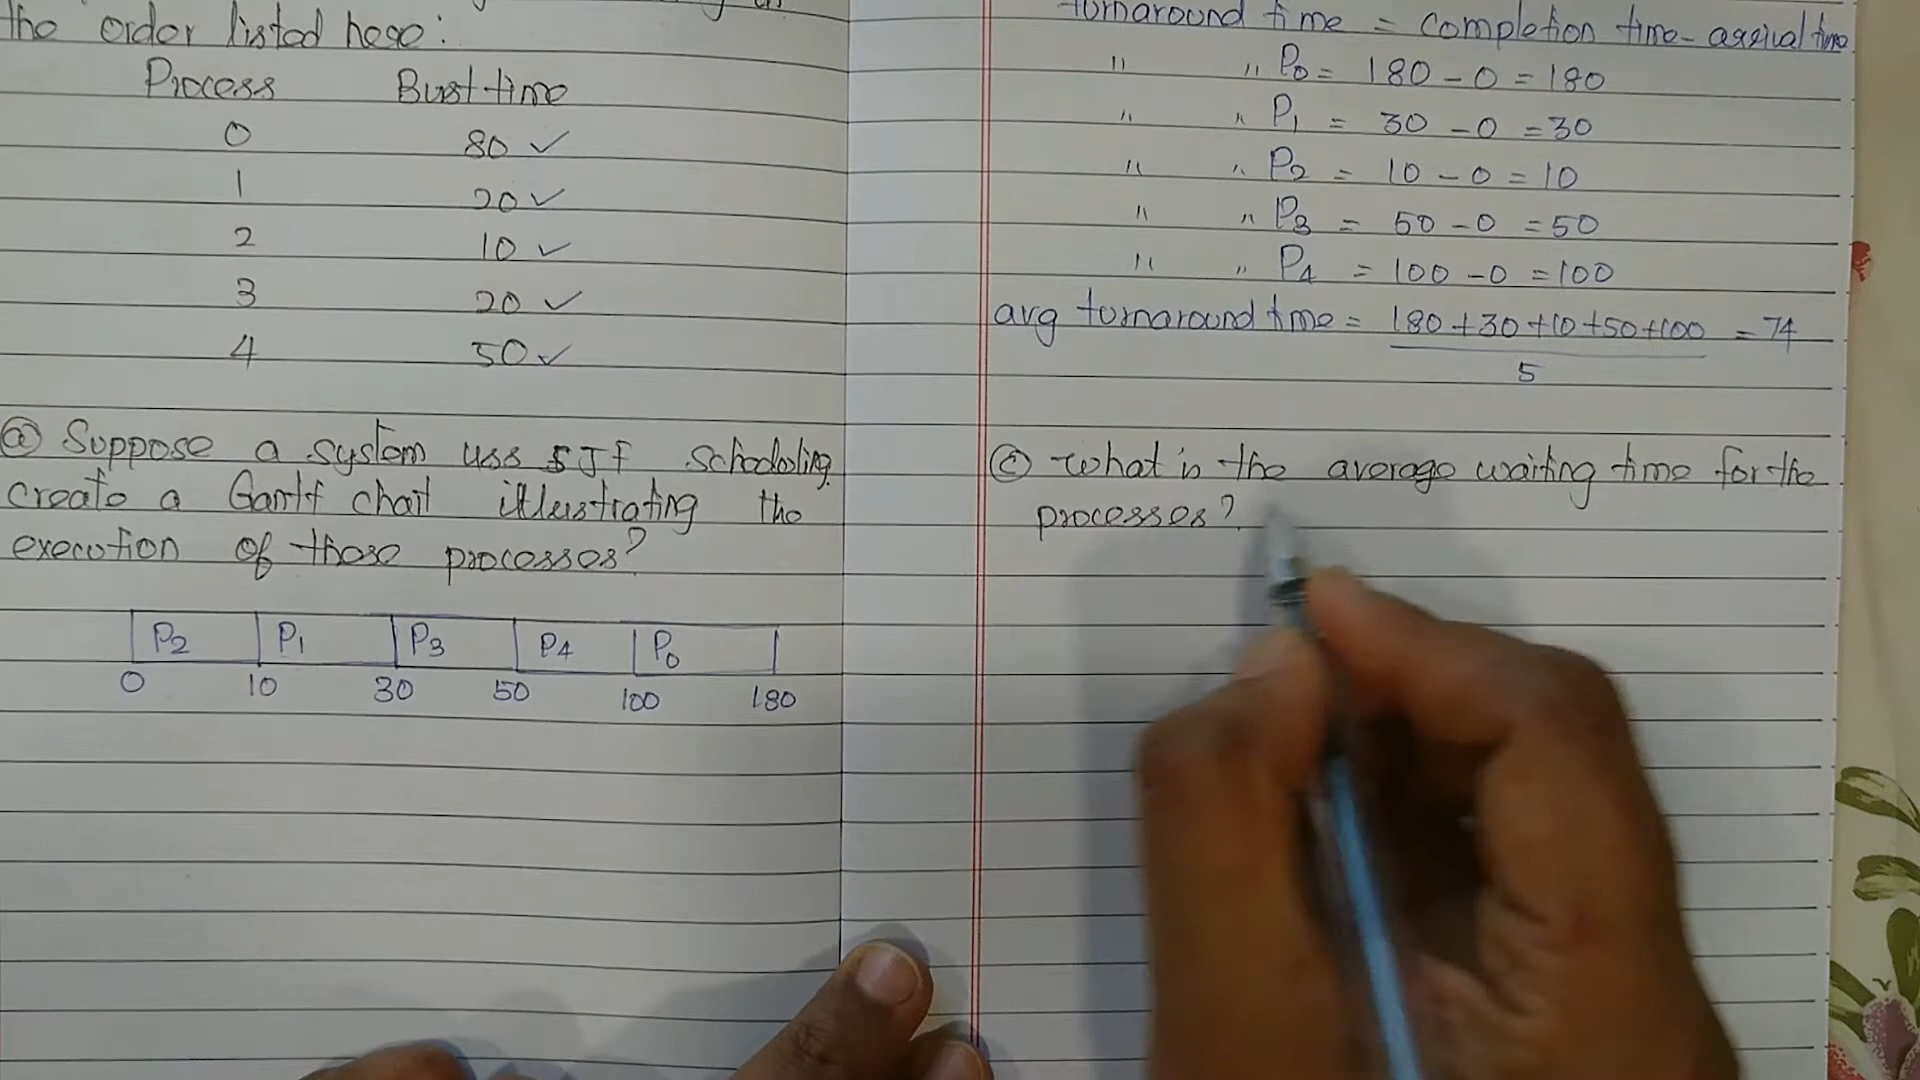 the order listed here:
Process Burst time
0 80 ✓
1 20 ✓
2 10 ✓
3 20 ✓
4 50 ✓
ⓐ Suppose a system uses SJF scheduling.
create a Gantt chart illustrating the
execution of these processes?
P2 P1 P3 P4 P0
0 10 30 50 100 180
turnaround time = completion time - arrival time
" " P0 = 180 - 0 = 180
" " P1 = 30 - 0 = 30
" " P2 = 10 - 0 = 10
" " P3 = 50 - 0 = 50
" " P4 = 100 - 0 = 100
avg turnaround time = 180+30+10+50+100 = 74
5
ⓒ What is the average waiting time for the
processes?